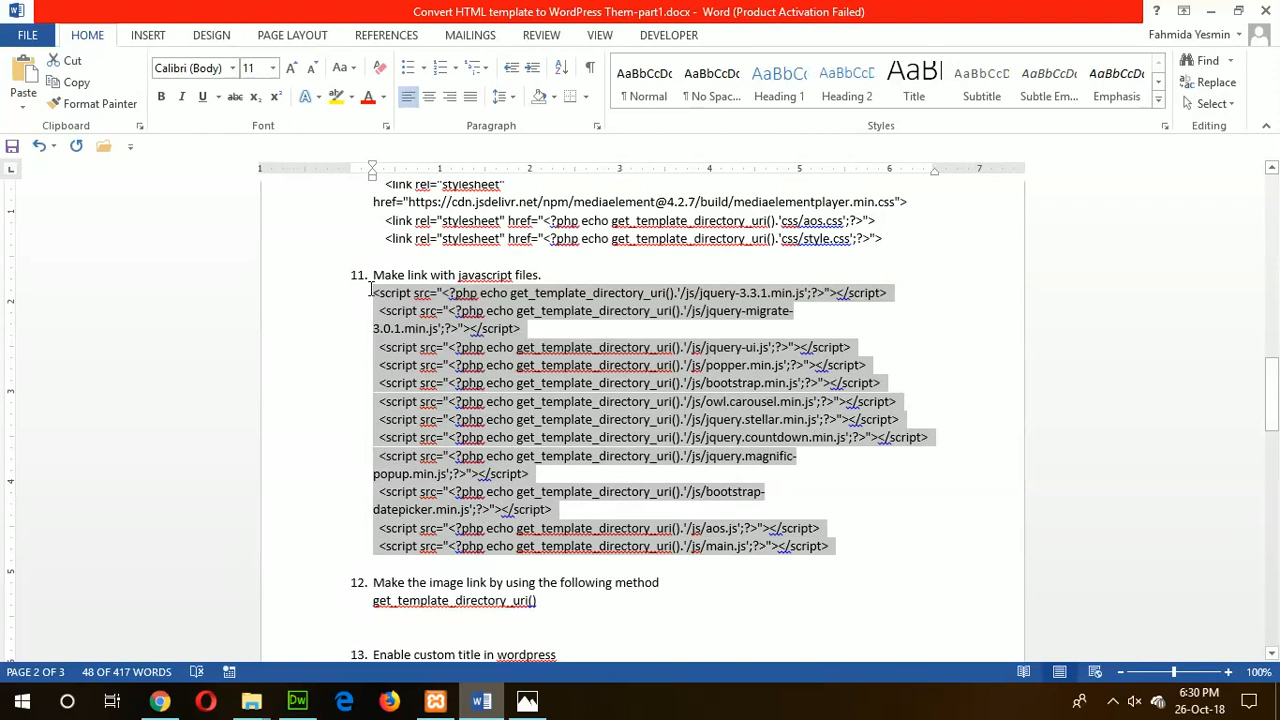 Convert HTML template to WordPress Them-part1.docx - Word (Product Activation Failed)
FILE HOME INSERT DESIGN PAGE LAYOUT REFERENCES MAILINGS REVIEW VIEW DEVELOPER Fahmida Yesmin
Cut
Copy
Format Painter
Paste
Clipboard
Calibri (Body) 11
Font
Paragraph
AaBbCcDc AaBbCcDc AaBbCc AaBbCcD AaBl AaBbCcD AaBbCcDc AaBbCcDc
¶ Normal ¶ No Spac... Heading 1 Heading 2 Title Subtitle Subtle Em... Emphasis
Styles
Find
Replace
Select
Editing
1 1 2 3 4 5 6 7
<link rel="stylesheet"
href="https://cdn.jsdelivr.net/npm/mediaelement@4.2.7/build/mediaelementplayer.min.css">
<link rel="stylesheet" href="<?php echo get_template_directory_uri().'css/aos.css';?>">
<link rel="stylesheet" href="<?php echo get_template_directory_uri().'css/style.css';?>">
11. Make link with javascript files.
<script src="<?php echo get_template_directory_uri().'/js/jquery-3.3.1.min.js';?>"></script>
<script src="<?php echo get_template_directory_uri().'/js/jquery-migrate-
3.0.1.min.js';?>"></script>
<script src="<?php echo get_template_directory_uri().'/js/jquery-ui.js';?>"></script>
<script src="<?php echo get_template_directory_uri().'/js/popper.min.js';?>"></script>
<script src="<?php echo get_template_directory_uri().'/js/bootstrap.min.js';?>"></script>
<script src="<?php echo get_template_directory_uri().'/js/owl.carousel.min.js';?>"></script>
<script src="<?php echo get_template_directory_uri().'/js/jquery.stellar.min.js';?>"></script>
<script src="<?php echo get_template_directory_uri().'/js/jquery.countdown.min.js';?>"></script>
<script src="<?php echo get_template_directory_uri().'/js/jquery.magnific-
popup.min.js';?>"></script>
<script src="<?php echo get_template_directory_uri().'/js/bootstrap-
datepicker.min.js';?>"></script>
<script src="<?php echo get_template_directory_uri().'/js/aos.js';?>"></script>
<script src="<?php echo get_template_directory_uri().'/js/main.js';?>"></script>
12. Make the image link by using the following method
get_template_directory_uri()
13. Enable custom title in wordpress
PAGE 2 OF 3 48 OF 417 WORDS 100%
6:30 PM
26-Oct-18